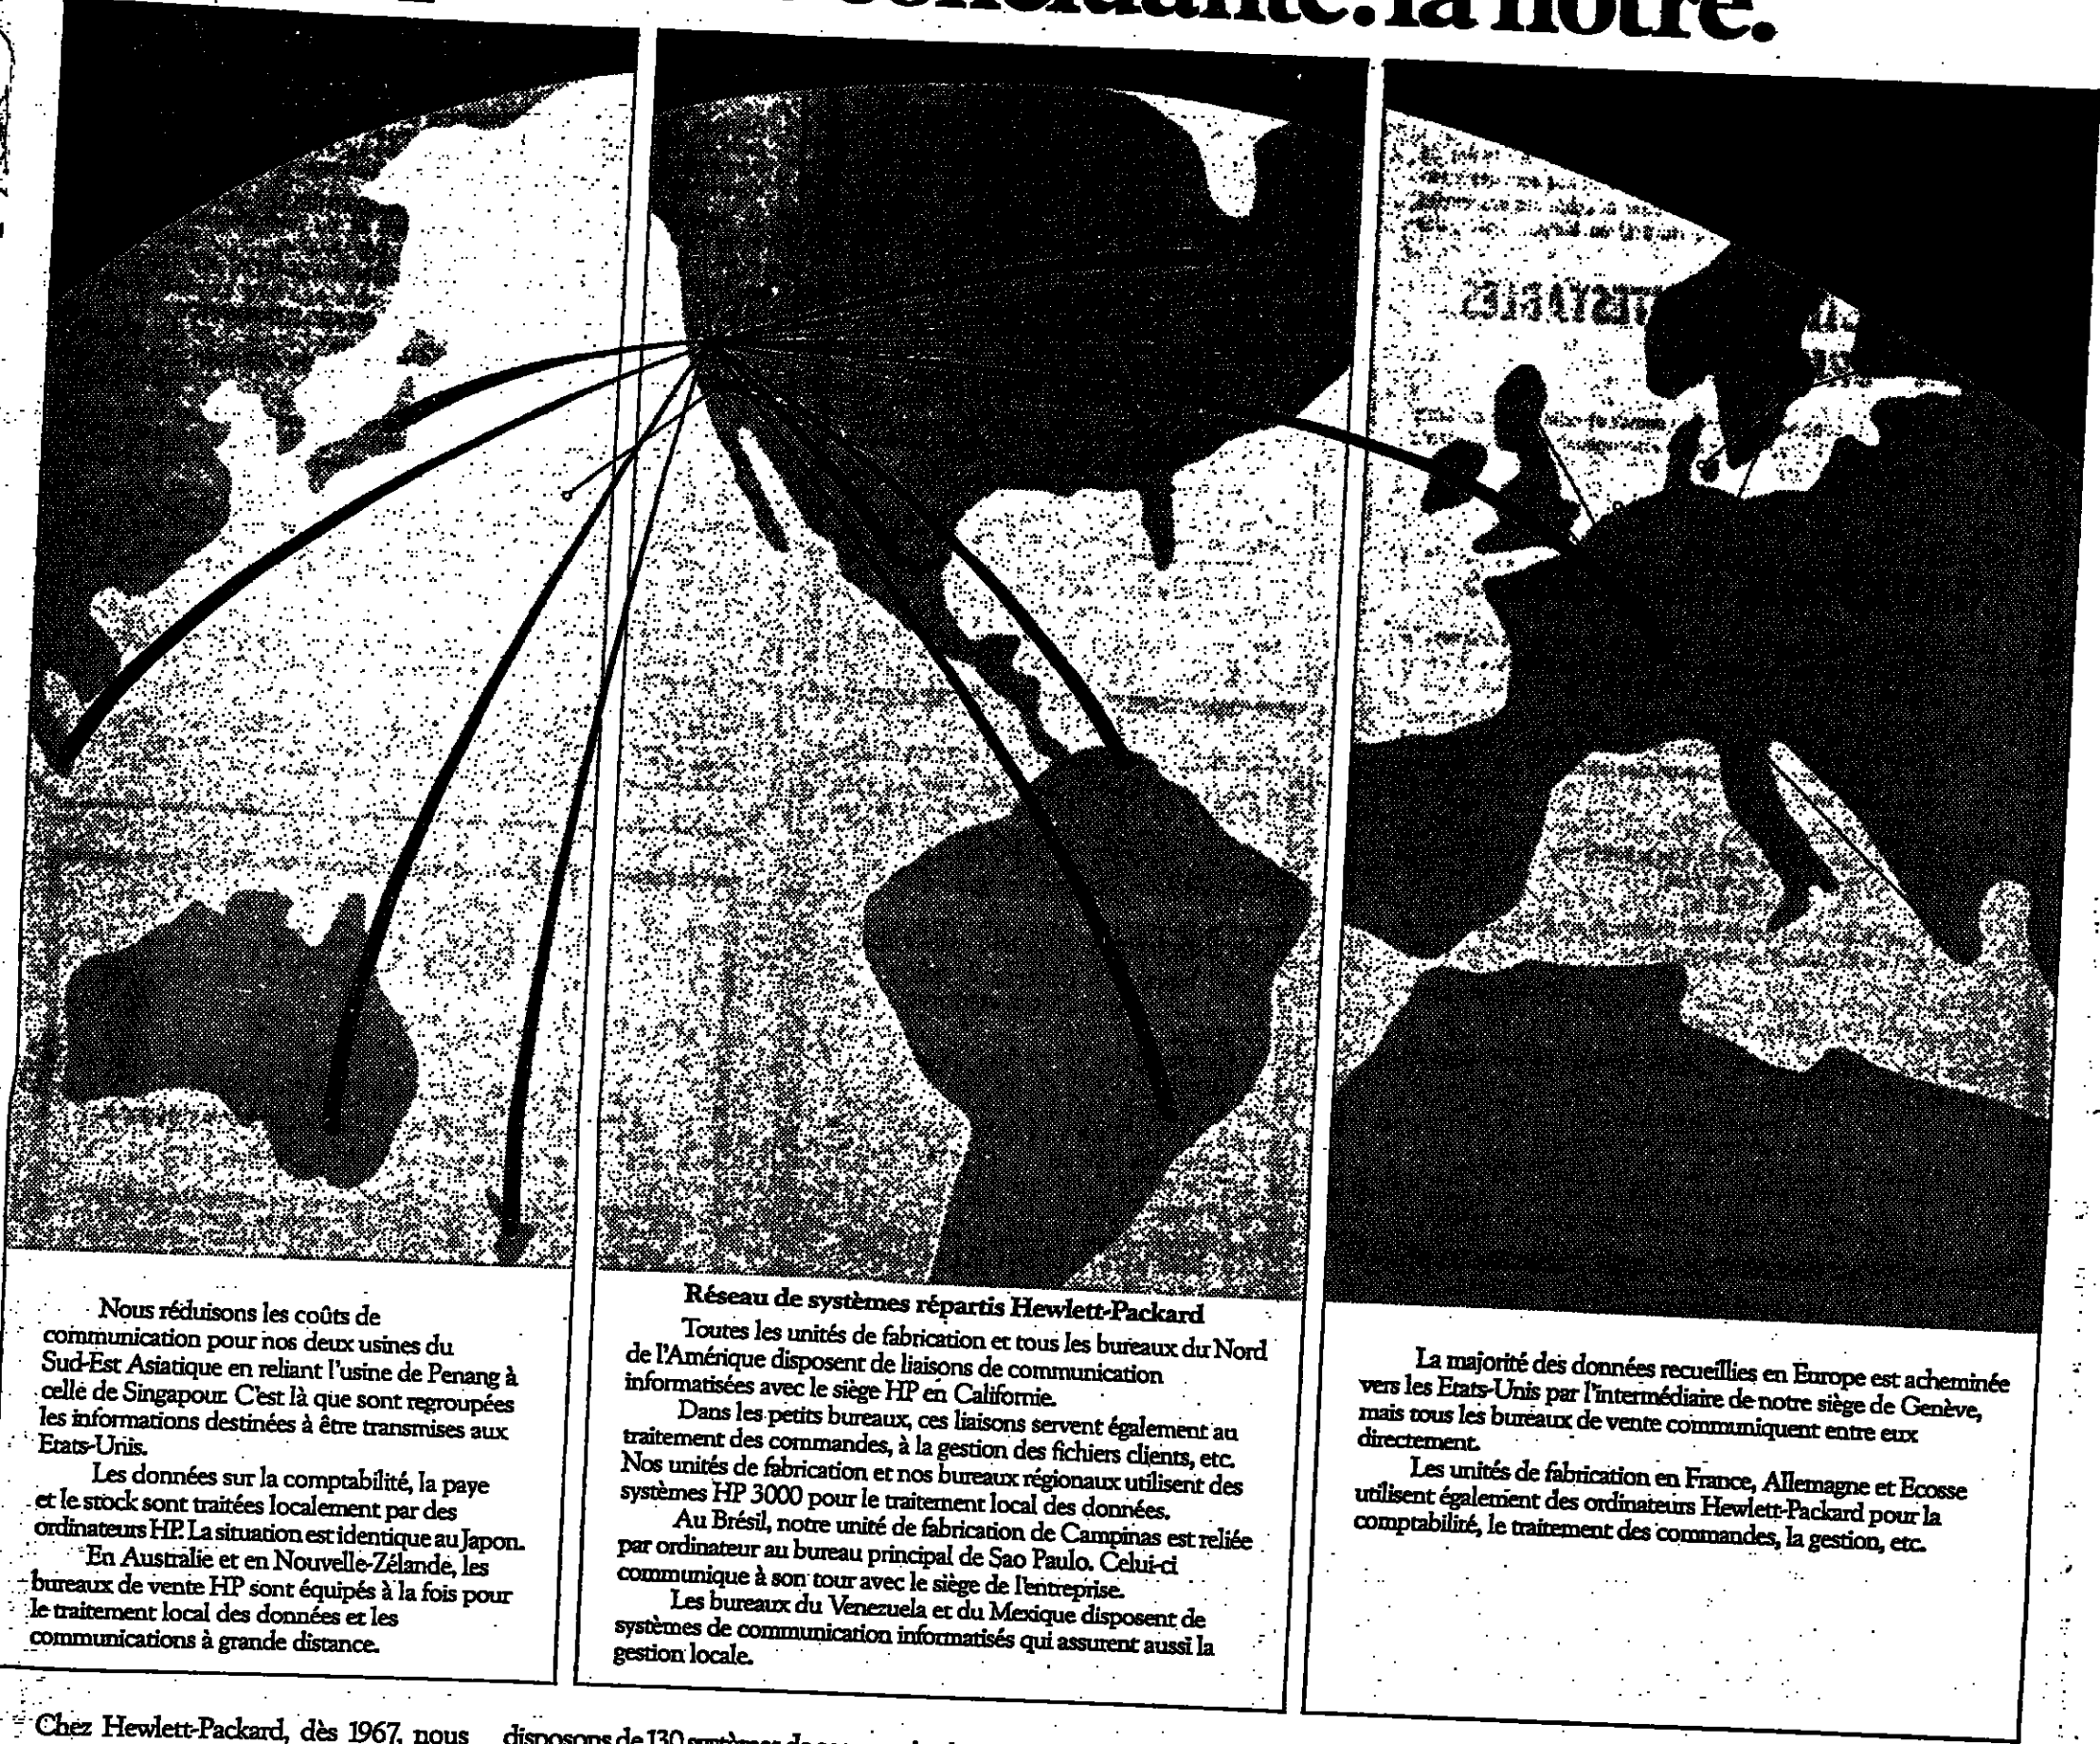 concluante: la nôtre.
Nous réduisons les coûts de
communication pour nos deux usines du
Sud-Est Asiatique en reliant l'usine de Penang à
celle de Singapour. C'est là que sont regroupées
les informations destinées à être transmises aux
Etats-Unis.
Les données sur la comptabilité, la paye
et le stock sont traitées localement par des
ordinateurs HP. La situation est identique au Japon.
En Australie et en Nouvelle-Zélande, les
bureaux de vente HP sont équipés à la fois pour
le traitement local des données et les
communications à grande distance.
Réseau de systèmes répartis Hewlett-Packard
Toutes les unités de fabrication et tous les bureaux du Nord
de l'Amérique disposent de liaisons de communication
informatisées avec le siège HP en Californie.
Dans les petits bureaux, ces liaisons servent également au
traitement des commandes, à la gestion des fichiers clients, etc.
Nos unités de fabrication et nos bureaux régionaux utilisent des
systèmes HP 3000 pour le traitement local des données.
Au Brésil, notre unité de fabrication de Campinas est reliée
par ordinateur au bureau principal de Sao Paulo. Celui-ci
communique à son tour avec le siège de l'entreprise.
Les bureaux du Venezuela et du Mexique disposent de
systèmes de communication informatisés qui assurent aussi la
gestion locale.
La majorité des données recueillies en Europe est acheminée
vers les Etats-Unis par l'intermédiaire de notre siège de Genève,
mais tous les bureaux de vente communiquent entre eux
directement.
Les unités de fabrication en France, Allemagne et Ecosse
utilisent également des ordinateurs Hewlett-Packard pour la
comptabilité, le traitement des commandes, la gestion, etc.
Chez Hewlett-Packard, dès 1967, nous
disposons de 130 systèmes de